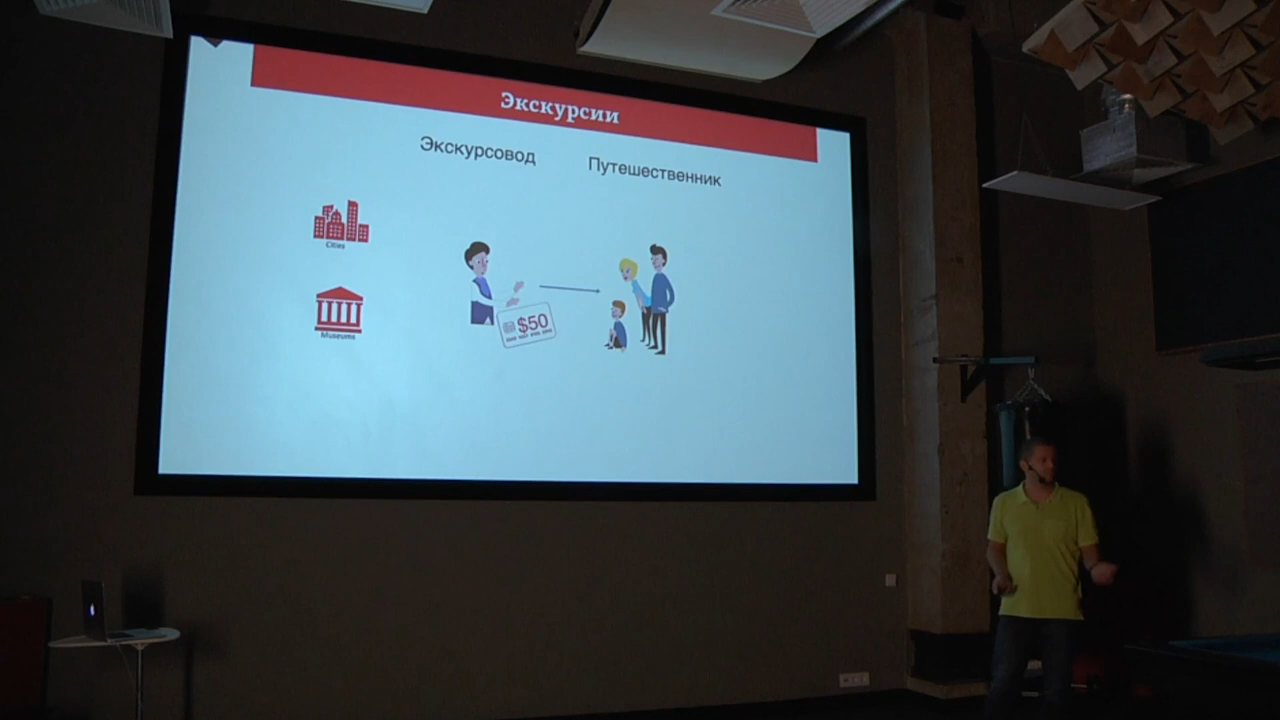 Экскурсии
Экскурсовод
Путешественник
Cities
Museums
$50